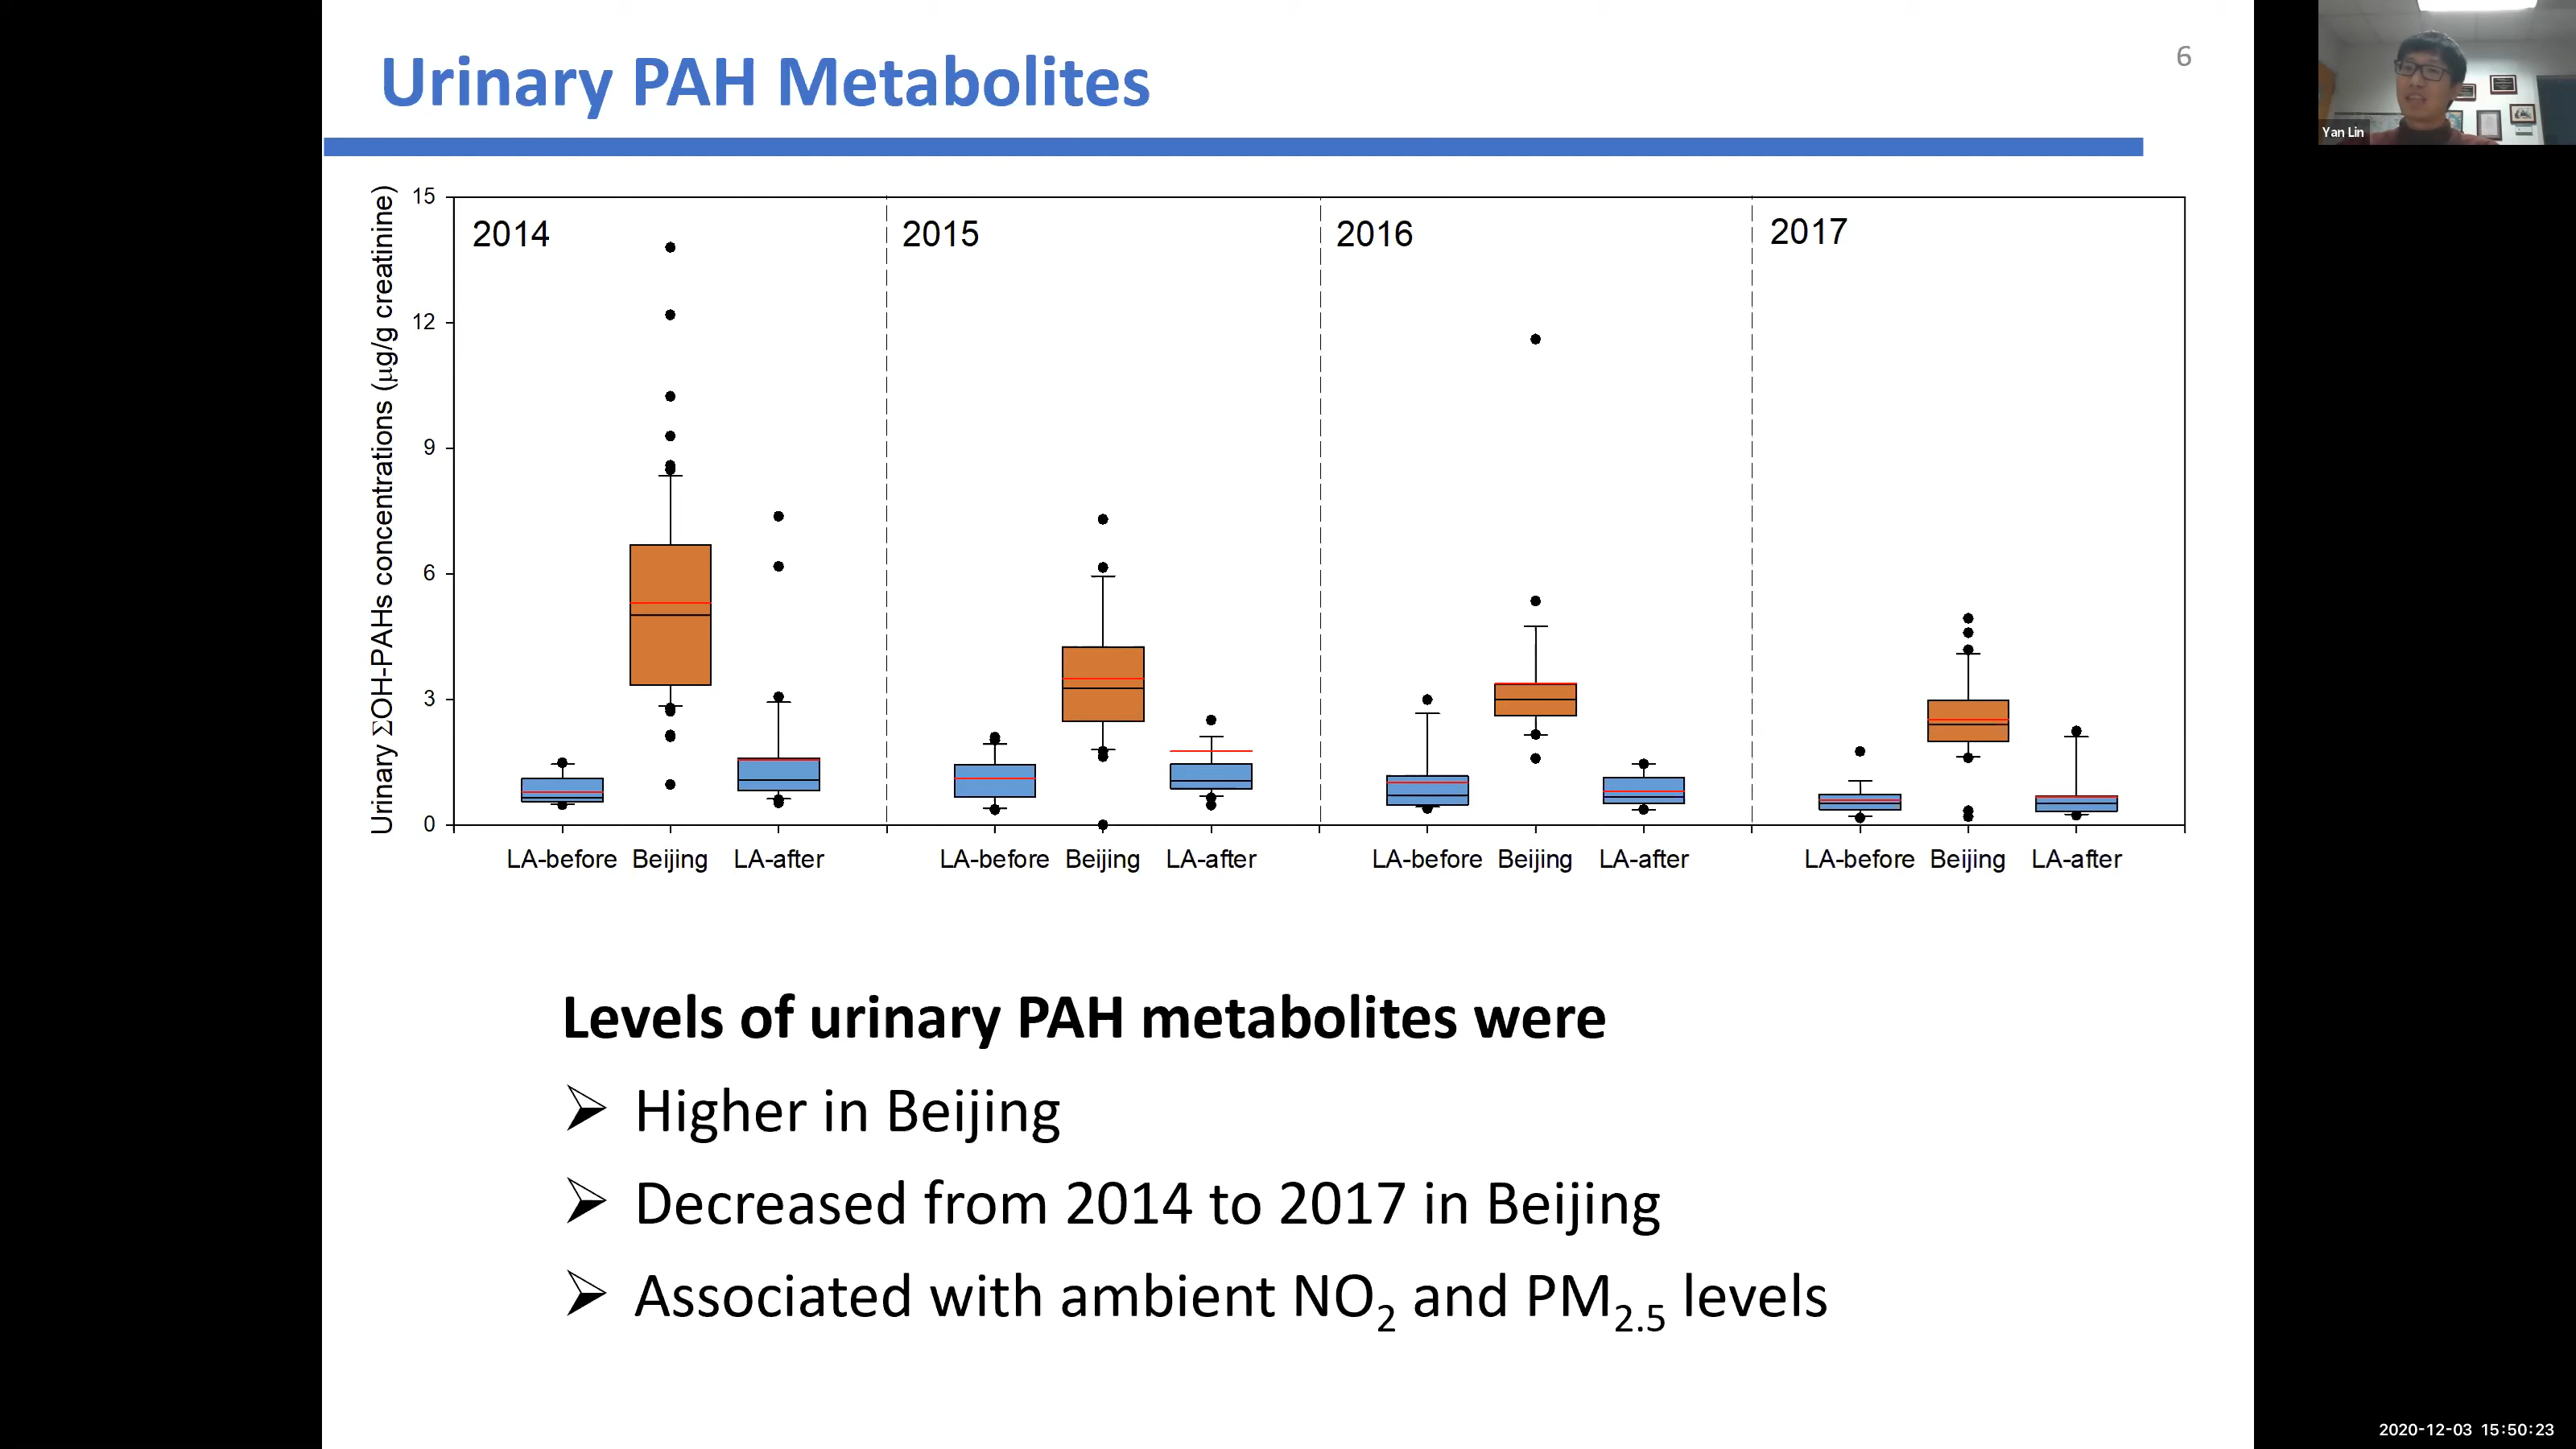 Urinary PAH Metabolites
6
Yan Lin
Urinary ΣOH-PAHs concentrations (μg/g creatinine)
15
12
9
6
3
0
2014
2015
2016
2017
LA-before Beijing LA-after LA-before Beijing LA-after LA-before Beijing LA-after LA-before Beijing LA-after
Levels of urinary PAH metabolites were
➢ Higher in Beijing
➢ Decreased from 2014 to 2017 in Beijing
➢ Associated with ambient NO₂ and PM₂.₅ levels
2020-12-03 15:50:23